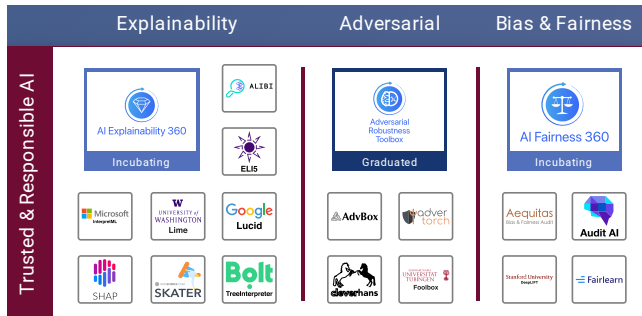 Explainability
Adversarial
Bias & Fairness
Trusted & Responsible AI
AI Explainability 360
Incubating
ALIBI
ELI5
Microsoft
InterpretML
W
UNIVERSITY of
WASHINGTON
Lime
Google
Lucid
SHAP
SKATER
Bolt
TreeInterpreter
Adversarial
Robustness
Toolbox
Graduated
AdvBox
adver
torch
cleverhans
UNIVERSITÄT
TÜBINGEN
Foolbox
AI Fairness 360
Incubating
Aequitas
Bias & Fairness Audit
Audit AI
Stanford University
DeepLIFT
Fairlearn